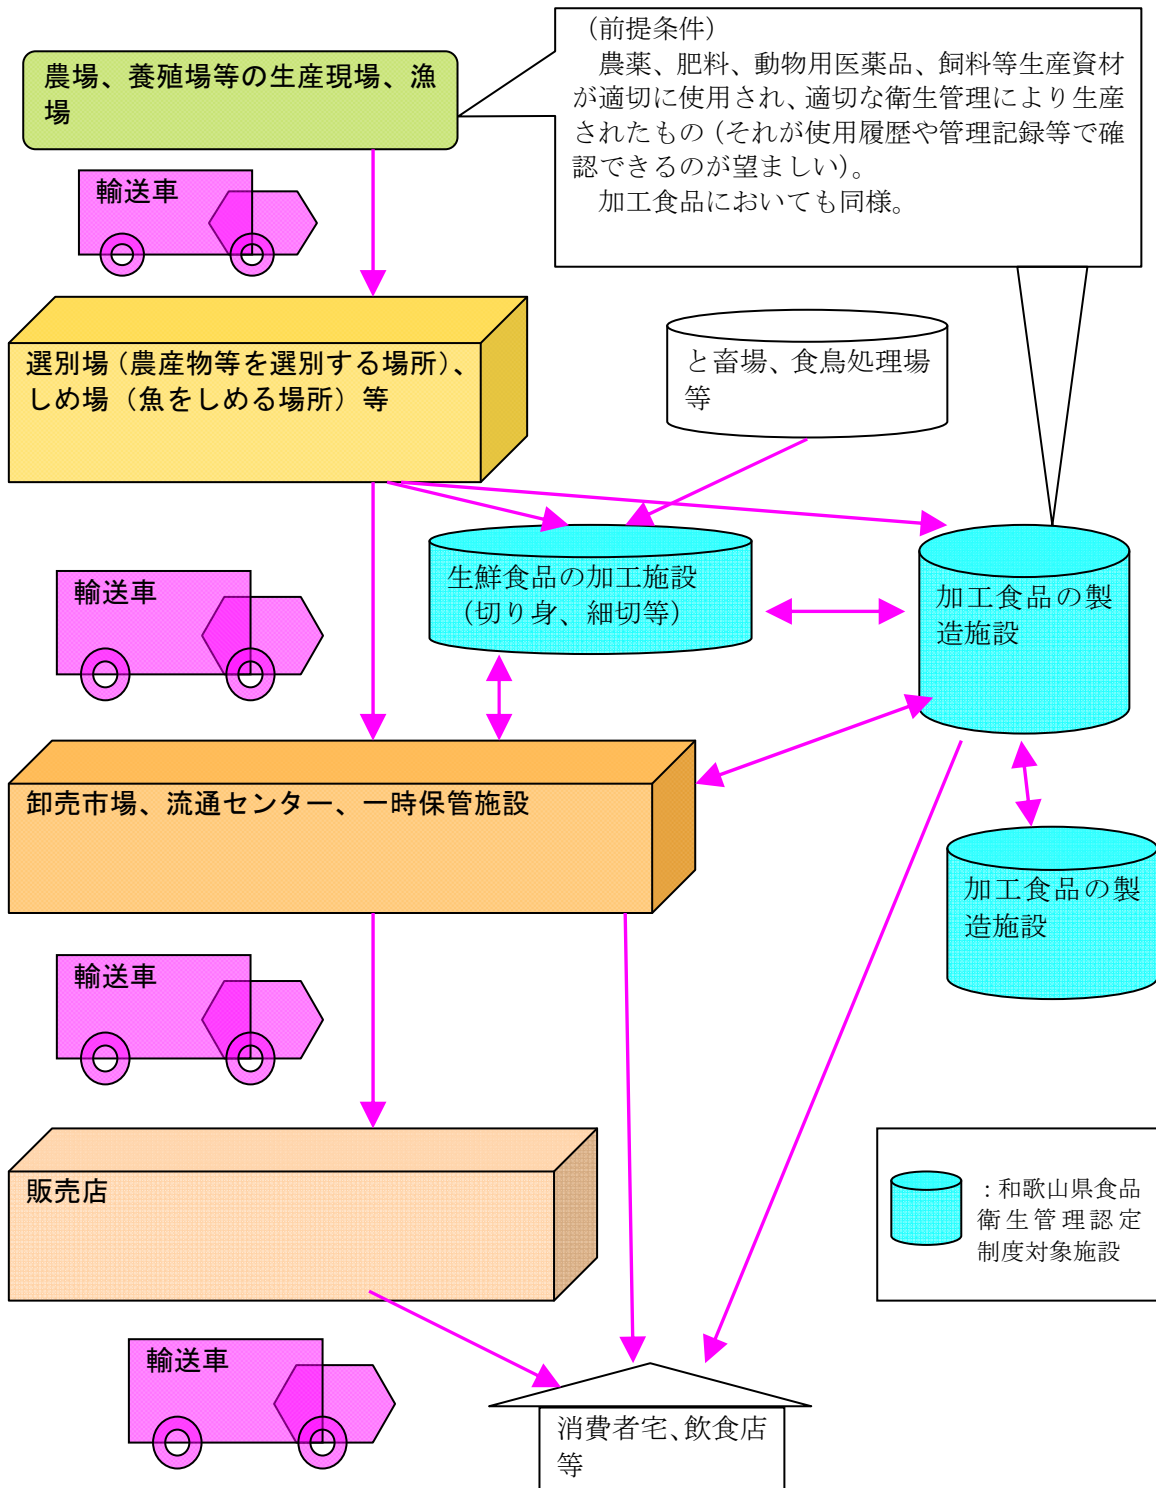 (前提条件)
農薬、肥料、動物用医薬品、飼料等生産資材
が適切に使用され、適切な衛生管理により生産
されたもの(それが使用履歴や管理記録等で確
認できるのが望ましい)。
加工食品においても同様。
農場、養殖場等の生産現場、漁
場
輸送車
選別場(農産物等を選別する場所)、
しめ場(魚をしめる場所)等
と畜場、食鳥処理場
等
輸送車
生鮮食品の加工施設
(切り身、細切等)
加工食品の製
造施設
卸売市場、流通センター、一時保管施設
加工食品の製
造施設
輸送車
販売店
:和歌山県食品
衛生管理認定
制度対象施設
輸送車
消費者宅、飲食店
等